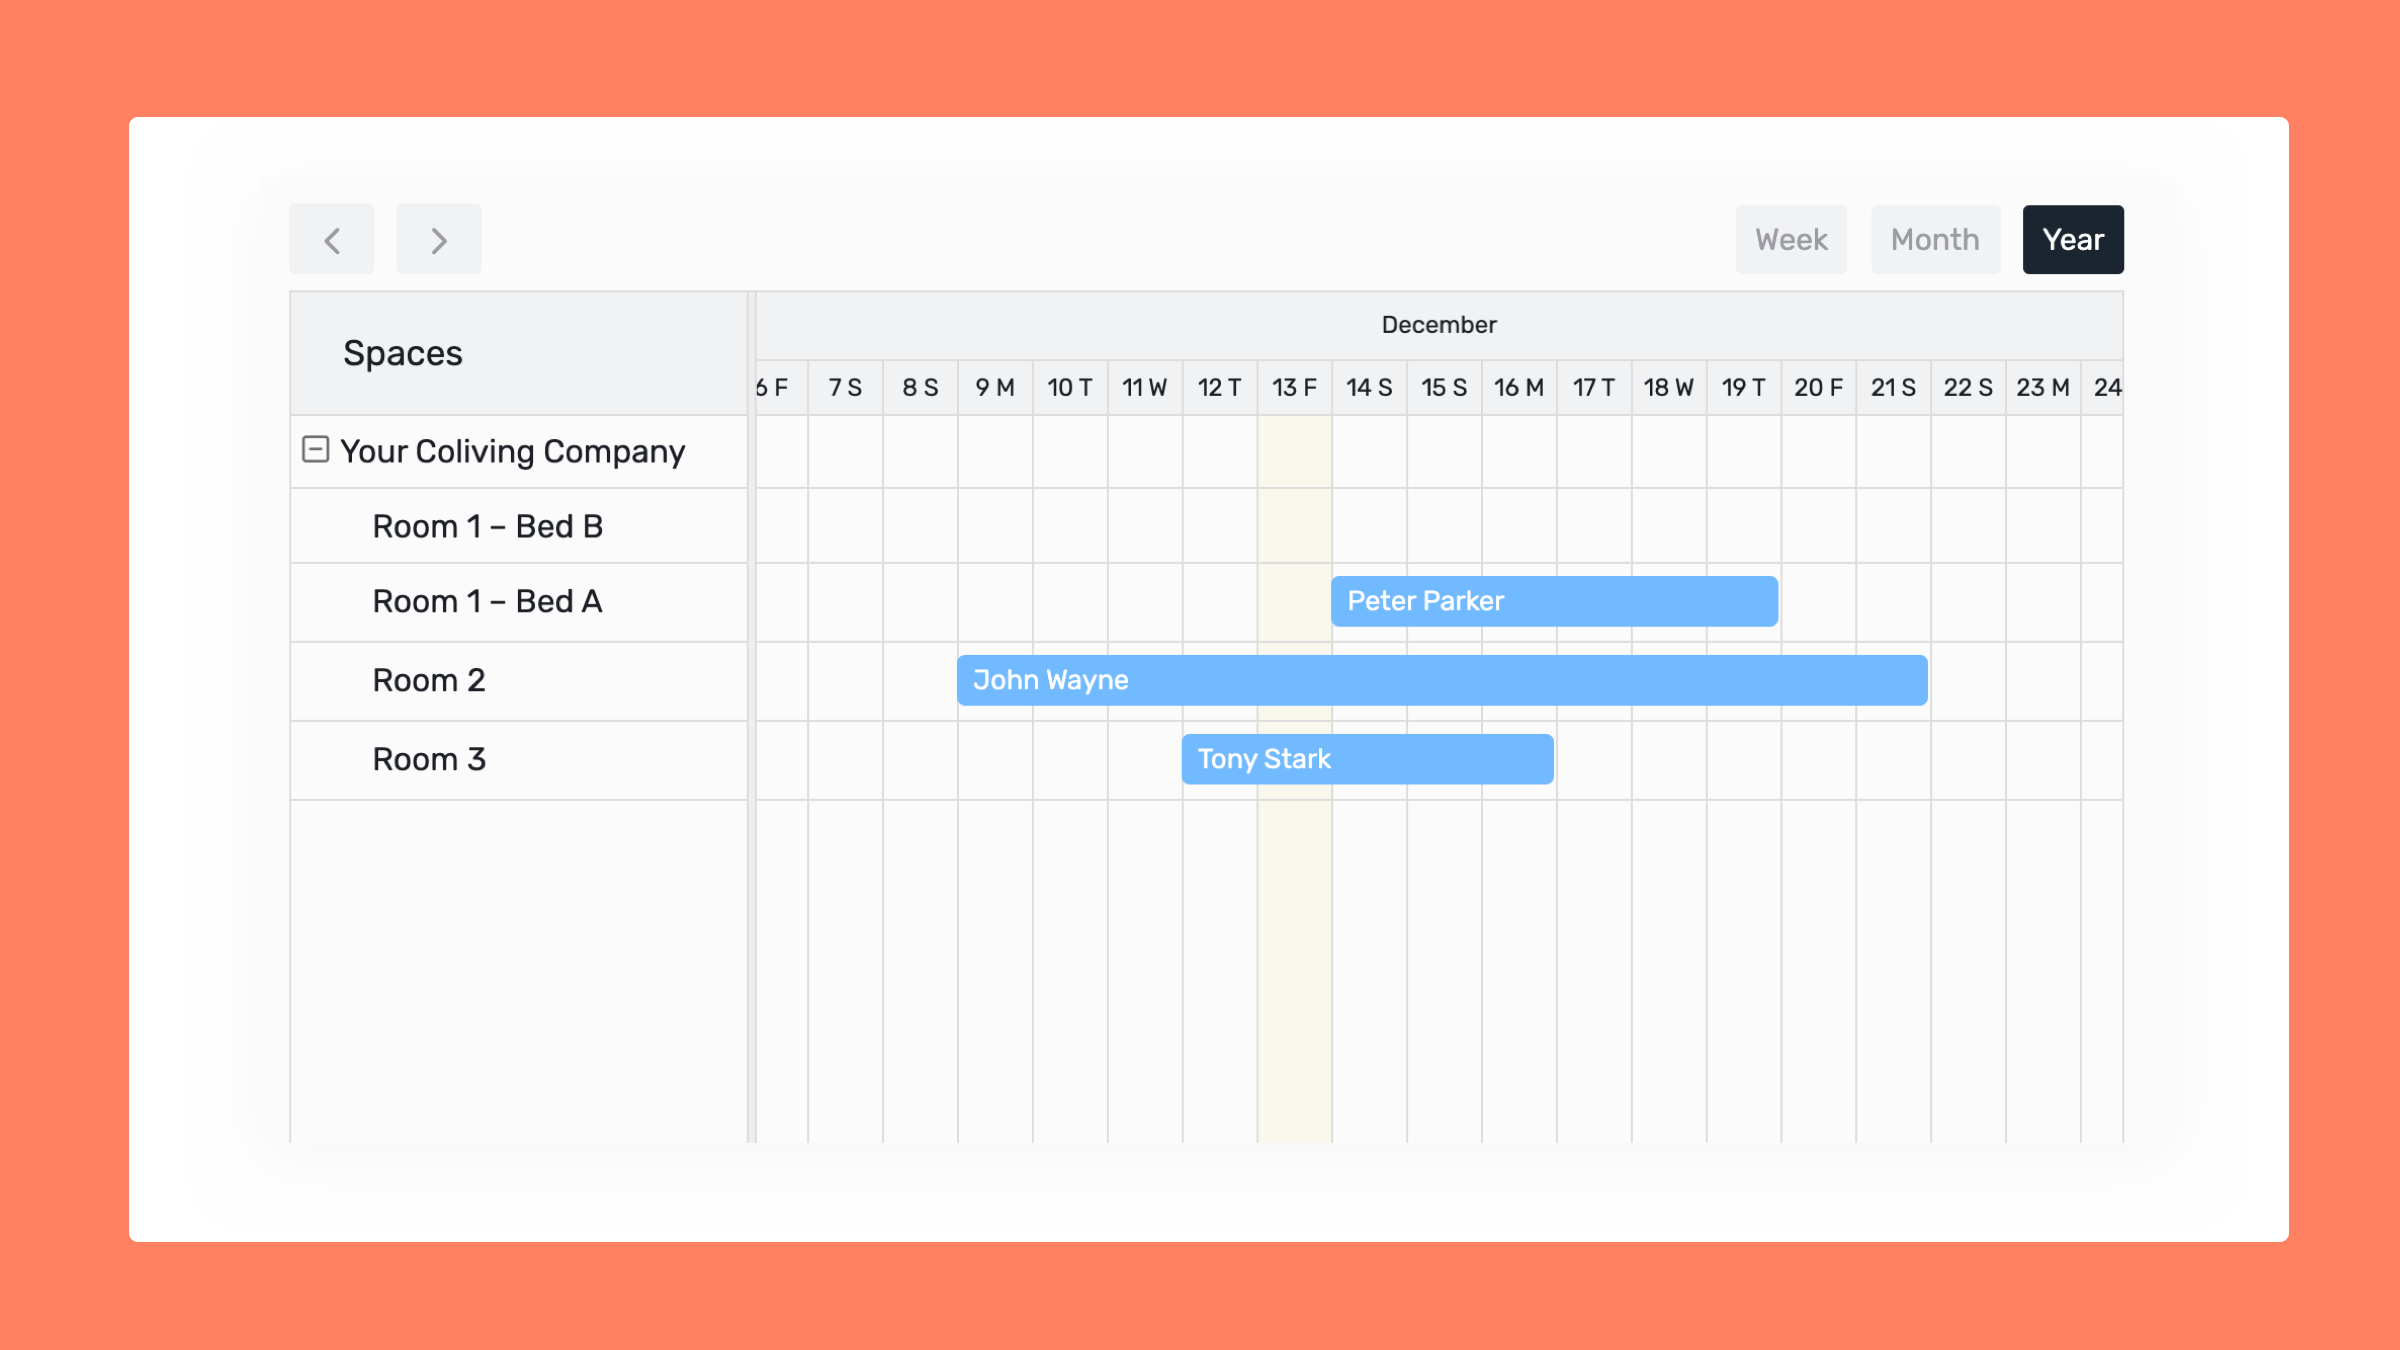 Week Month Year
Spaces
December
6 F 7 S 8 S 9 M 10 T 11 W 12 T 13 F 14 S 15 S 16 M 17 T 18 W 19 T 20 F 21 S 22 S 23 M 24
Your Coliving Company
Room 1 – Bed B
Room 1 – Bed A Peter Parker
Room 2 John Wayne
Room 3 Tony Stark